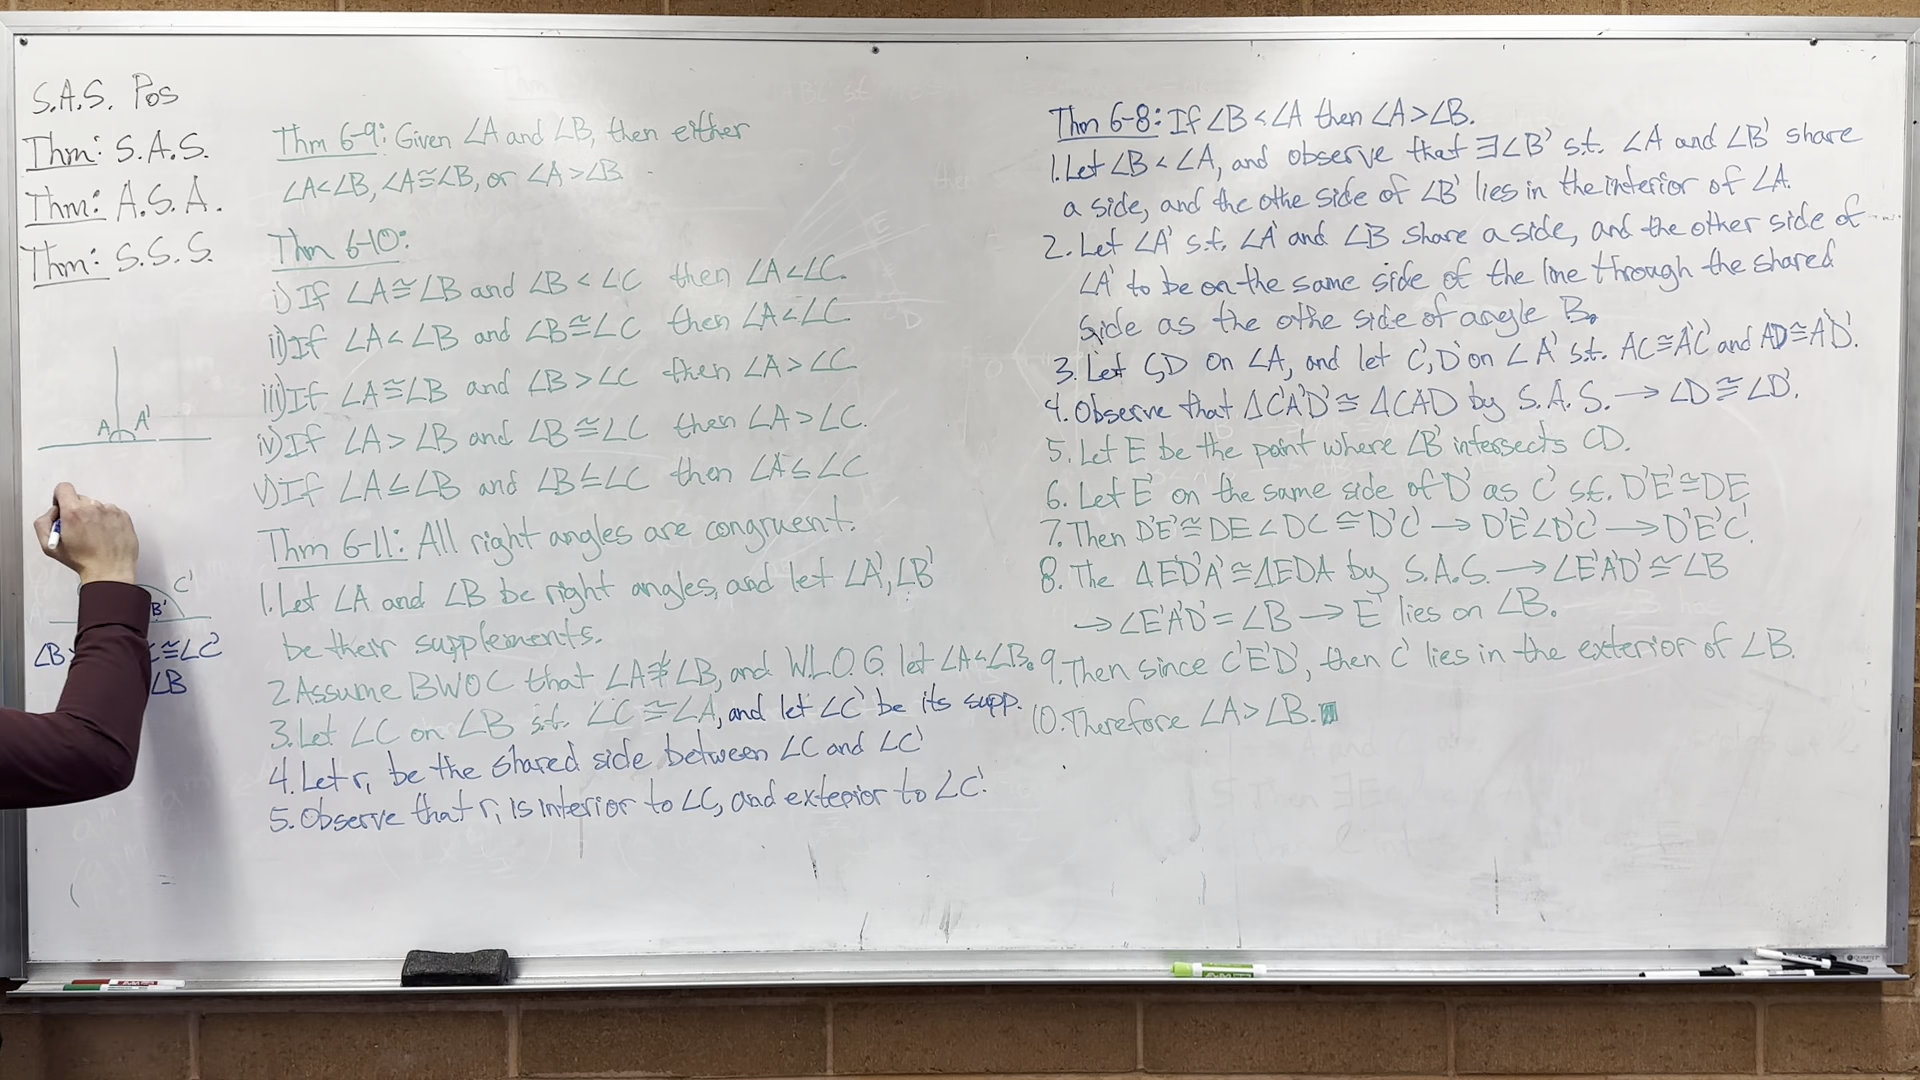 S.A.S. Pos
Thm: S.A.S.
Thm: A.S.A.
Thm: S.S.S.
A A'
C'
B'
∠B
≅∠C
∠B
Thm 6-9: Given ∠A and ∠B, then either
∠A<∠B, ∠A≅∠B, or ∠A>∠B.
Thm 6-10:
i) If ∠A≅∠B and ∠B<∠C then ∠A<∠C.
ii) If ∠A<∠B and ∠B≅∠C then ∠A<∠C.
iii) If ∠A≅∠B and ∠B>∠C then ∠A>∠C.
iv) If ∠A>∠B and ∠B≅∠C then ∠A>∠C.
v) If ∠A≤∠B and ∠B≤∠C then ∠A≤∠C
Thm 6-11: All right angles are congruent.
1. Let ∠A and ∠B be right angles, and let ∠A', ∠B'
be their supplements.
2. Assume BWOC that ∠A≇∠B, and W.L.O.G. let ∠A<∠B.
3. Let ∠C on ∠B s.t. ∠C≅∠A, and let ∠C' be its supp.
4. Let r₁ be the shared side between ∠C and ∠C'
5. Observe that r₁ is interior to ∠C, and exterior to ∠C'.
Thm 6-8: If ∠B<∠A then ∠A>∠B.
1. Let ∠B<∠A, and observe that ∃∠B' s.t. ∠A and ∠B' share
a side, and the othe side of ∠B' lies in the interior of ∠A.
2. Let ∠A' s.t. ∠A' and ∠B share a side, and the other side of
∠A' to be on the same side of the line through the shared
side as the othe side of angle B.
3. Let C,D on ∠A, and let C',D' on ∠A' s.t. AC≅A'C' and AD≅A'D'.
4. Observe that ΔC'A'D'≅ΔCAD by S.A.S. → ∠D≅∠D'.
5. Let E be the point where ∠B' intersects CD.
6. Let E' on the same side of D' as C' s.t. D'E'≅DE
7. Then D'E'≅DE<DC≅D'C' → D'E'<D'C' → D'E'C'.
8. The ΔE'D'A'≅ΔEDA by S.A.S. → ∠E'A'D'≅∠B
→ ∠E'A'D'=∠B → E' lies on ∠B.
9. Then since C'E'D', then C' lies in the exterior of ∠B.
10. Therefore ∠A>∠B.